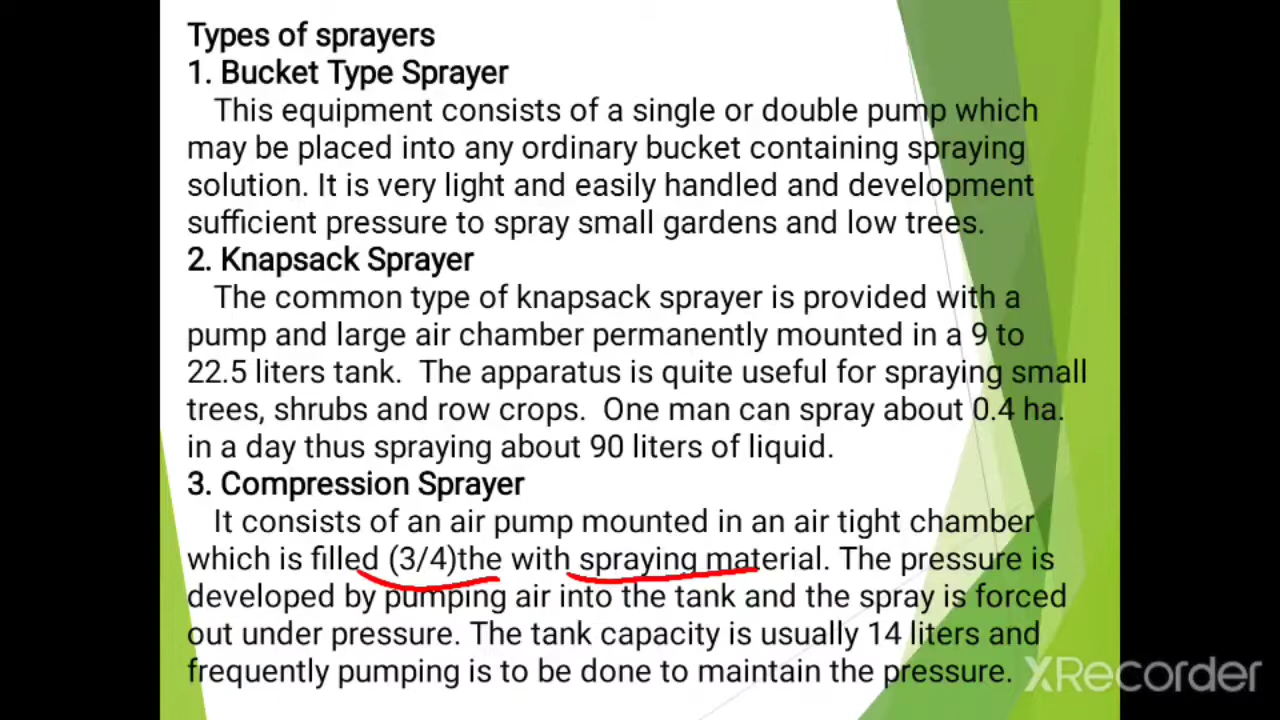 Types of sprayers
1. Bucket Type Sprayer
This equipment consists of a single or double pump which
may be placed into any ordinary bucket containing spraying
solution. It is very light and easily handled and development
sufficient pressure to spray small gardens and low trees.
2. Knapsack Sprayer
The common type of knapsack sprayer is provided with a
pump and large air chamber permanently mounted in a 9 to
22.5 liters tank.  The apparatus is quite useful for spraying small
trees, shrubs and row crops.  One man can spray about 0.4 ha.
in a day thus spraying about 90 liters of liquid.
3. Compression Sprayer
It consists of an air pump mounted in an air tight chamber
which is filled (3/4)the with spraying material. The pressure is
developed by pumping air into the tank and the spray is forced
out under pressure. The tank capacity is usually 14 liters and
frequently pumping is to be done to maintain the pressure.
XRecorder